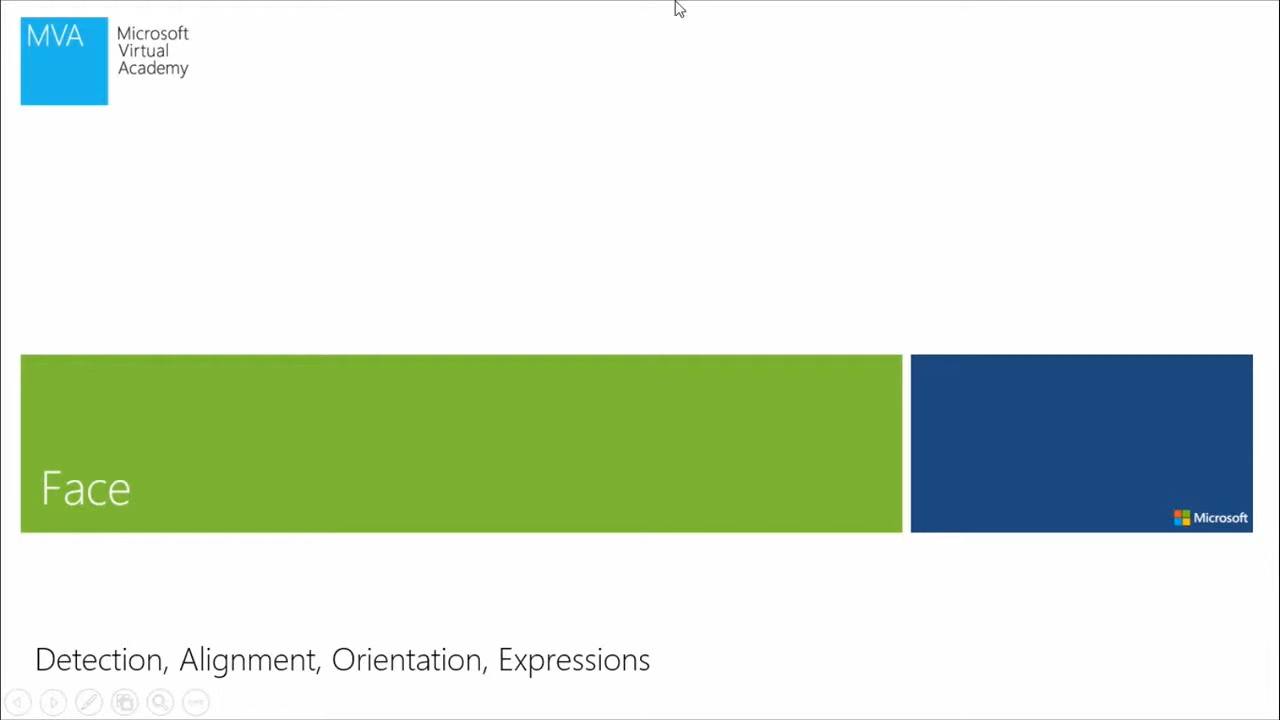 MVA
Microsoft
Virtual
Academy
Face
Microsoft
Detection, Alignment, Orientation, Expressions